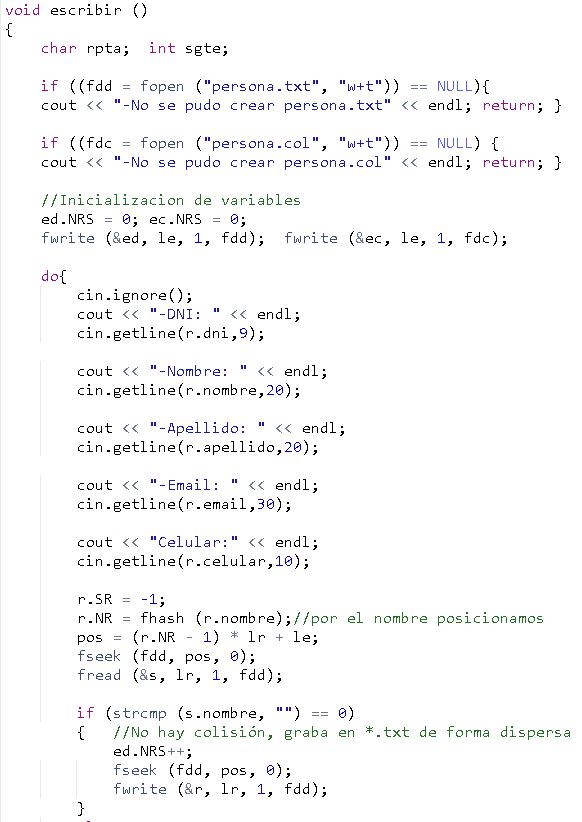 void escribir ()
{
    char rpta;  int sgte;

    if ((fdd = fopen ("persona.txt", "w+t")) == NULL){
    cout << "-No se pudo crear persona.txt" << endl; return; }

    if ((fdc = fopen ("persona.col", "w+t")) == NULL) {
    cout << "-No se pudo crear persona.col" << endl; return; }

    //Inicializacion de variables
    ed.NRS = 0; ec.NRS = 0;
    fwrite (&ed, le, 1, fdd);  fwrite (&ec, le, 1, fdc);

    do{
        cin.ignore();
        cout << "-DNI: " << endl;
        cin.getline(r.dni,9);

        cout << "-Nombre: " << endl;
        cin.getline(r.nombre,20);

        cout << "-Apellido: " << endl;
        cin.getline(r.apellido,20);

        cout << "-Email: " << endl;
        cin.getline(r.email,30);

        cout << "Celular:" << endl;
        cin.getline(r.celular,10);

        r.SR = -1;
        r.NR = fhash (r.nombre);//por el nombre posicionamos
        pos = (r.NR - 1) * lr + le;
        fseek (fdd, pos, 0);
        fread (&s, lr, 1, fdd);

        if (strcmp (s.nombre, "") == 0)
        {   //No hay colisión, graba en *.txt de forma dispersa
            ed.NRS++;
            fseek (fdd, pos, 0);
            fwrite (&r, lr, 1, fdd);
        }